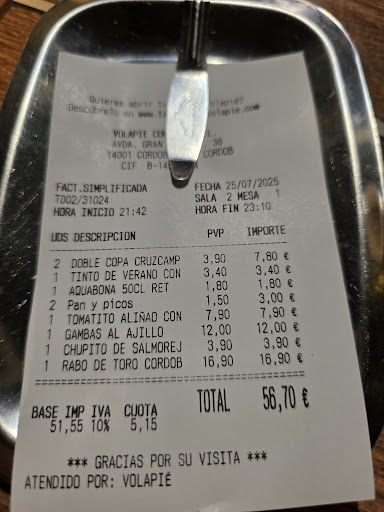 Quieres abrir tu
Descúbrelo en www.
VOLAPIE CO
AVDA. GRAN 30
14001 CORDO CORDOB
CIF B-14
FACT.SIMPLIFICADA FECHA 25/07/2025
T002/31024 SALA 2 MESA 1
HORA INICIO 21:42 HORA FIN 23:10
UDS DESCRIPCION PVP IMPORTE
2 DOBLE COPA CRUZCAMP 3,90 7,80 €
1 TINTO DE VERANO CON 3,40 3,40 €
1 AQUABONA 50CL RET 1,80 1,80 €
2 Pan y picos 1,50 3,00 €
1 TOMATITO ALIÑAO CON 7,90 7,90 €
1 GAMBAS AL AJILLO 12,00 12,00 €
1 CHUPITO DE SALMOREJ 3,90 3,90 €
1 RABO DE TORO CORDOB 16,90 16,90 €
BASE IMP IVA CUOTA TOTAL 56,70 €
51,55 10% 5,15
*** GRACIAS POR SU VISITA ***
ATENDIDO POR: VOLAPIÉ